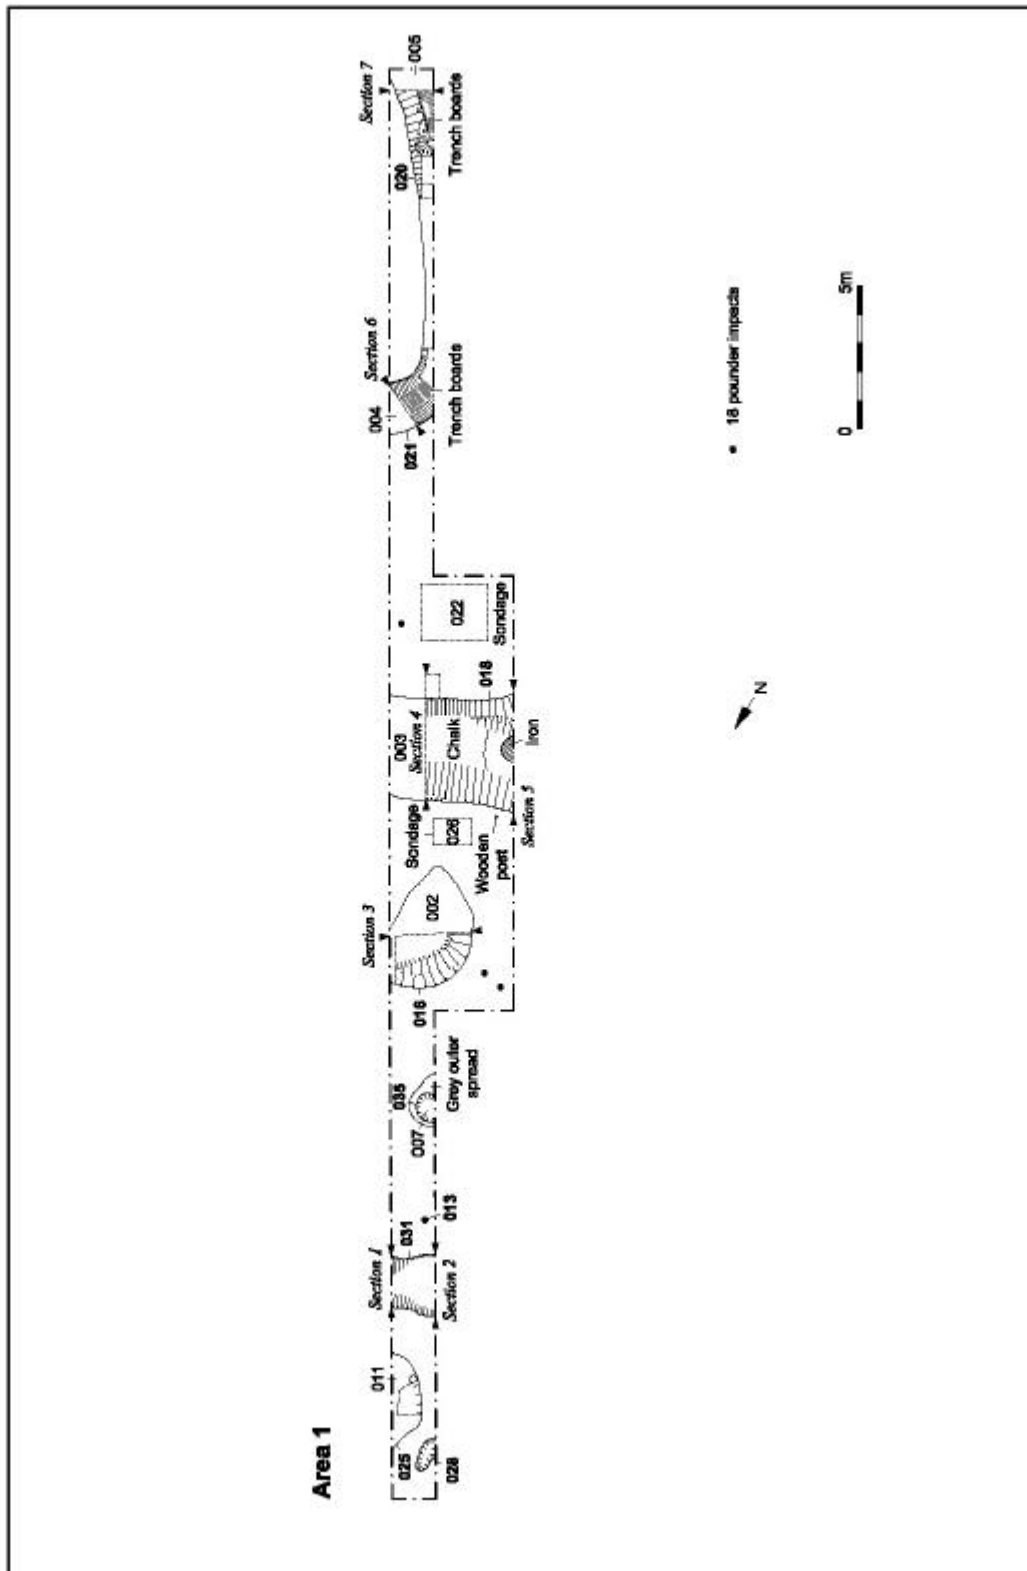 Area 1
025
028
011
Section 1
Section 2
031
013
007
035
Grey outer
spread
016
Section 3
002
Sondage
026
Wooden
post
Section 5
003
Section 4
Chalk
Iron
018
022
Sondage
021
004
Section 6
Trench boards
020
Section 7
Trench boards
005
N
18 pounder impacts
0
5m